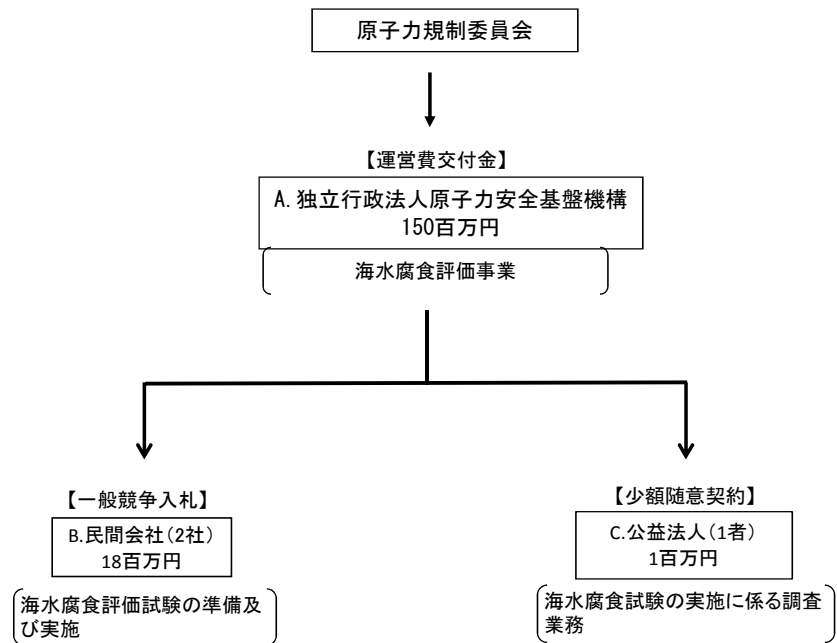 原子力規制委員会
【運営費交付金】
A. 独立行政法人原子力安全基盤機構
150百万円
海水腐食評価事業
【一般競争入札】
B.民間会社(2社)
18百万円
海水腐食評価試験の準備及
び実施
【少額随意契約】
C.公益法人(1者)
1百万円
海水腐食試験の実施に係る調査
業務